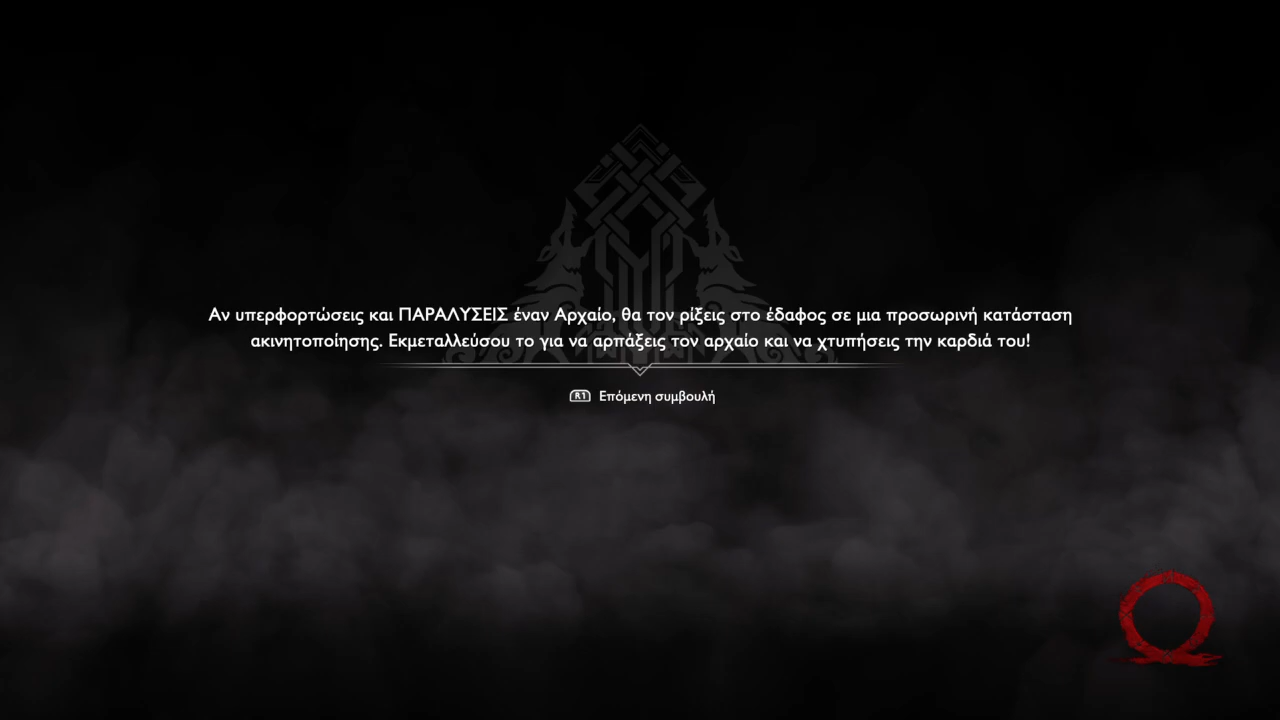 Αν υπερφορτώσεις και ΠΑΡΑΛΥΣΕΙΣ έναν Αρχαίο, θα τον ρίξεις στο έδαφος σε μια προσωρινή κατάσταση
ακινητοποίησης. Εκμεταλλεύσου το για να αρπάξεις τον αρχαίο και να χτυπήσεις την καρδιά του!
R1 Επόμενη συμβουλή